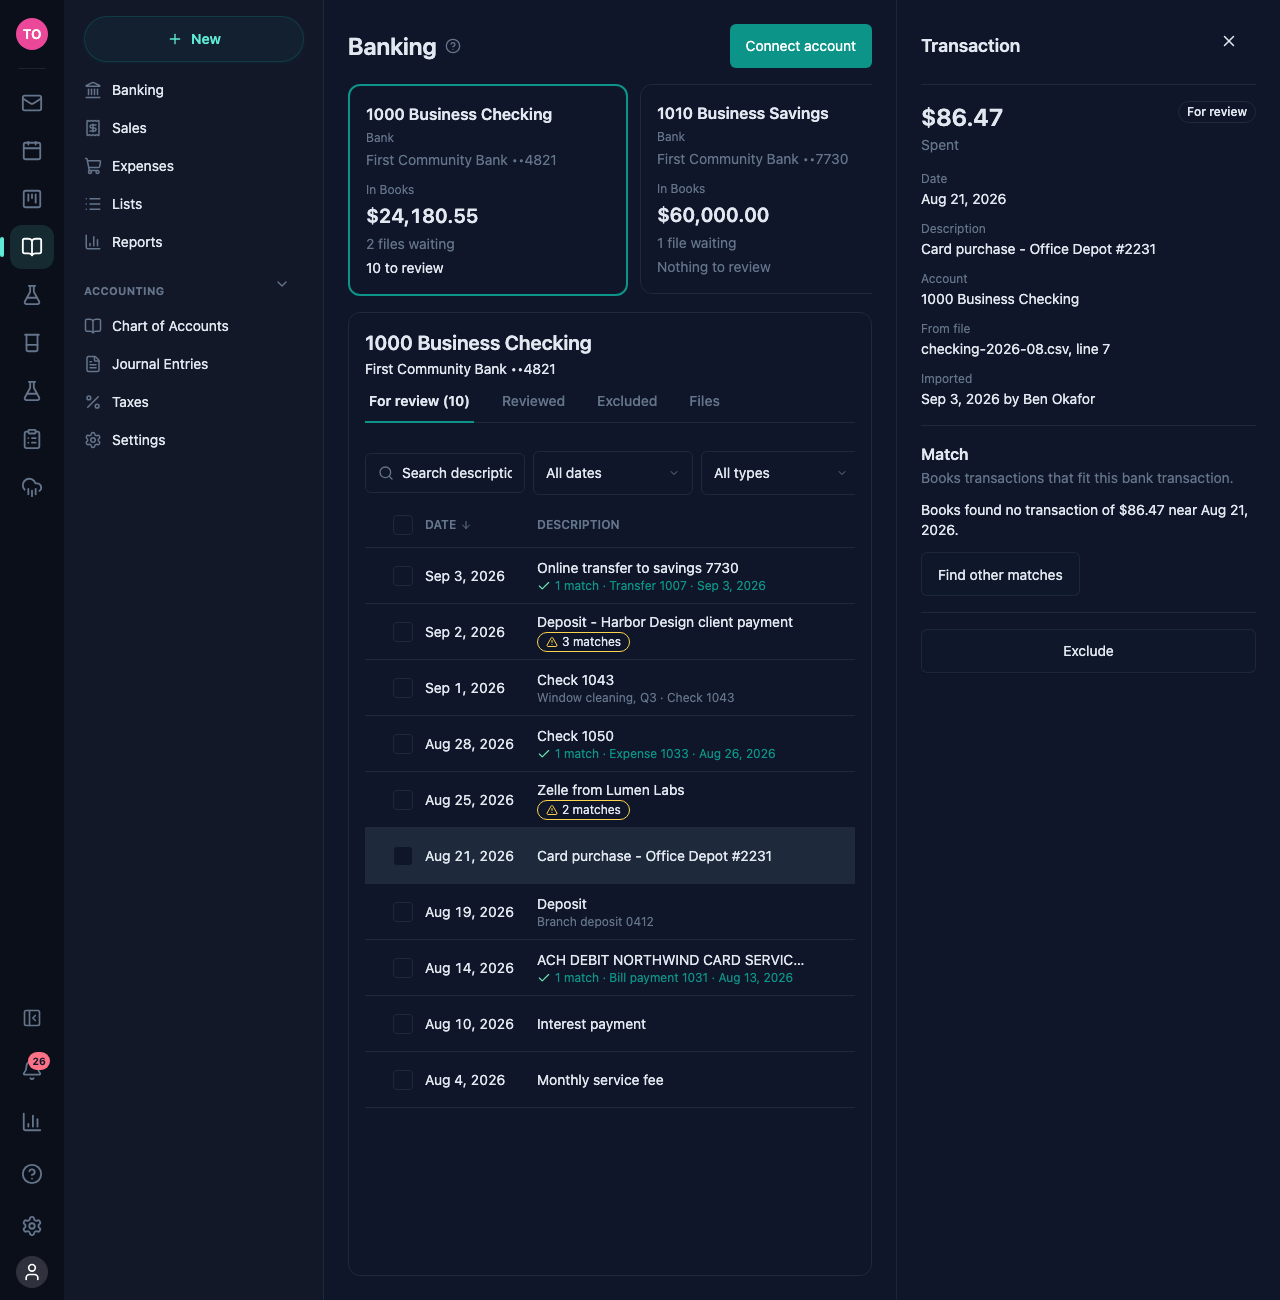 TO
New
Banking
Sales
Expenses
Lists
Reports
ACCOUNTING
Chart of Accounts
Journal Entries
Taxes
Settings
26
Banking
Connect account
1000 Business Checking
Bank
First Community Bank ••4821
In Books
$24,180.55
2 files waiting
10 to review
1010 Business Savings
Bank
First Community Bank ••7730
In Books
$60,000.00
1 file waiting
Nothing to review
1000 Business Checking
First Community Bank ••4821
For review (10)
Reviewed
Excluded
Files
Search descriptic
All dates
All types
DATE
DESCRIPTION
Sep 3, 2026
Online transfer to savings 7730
1 match · Transfer 1007 · Sep 3, 2026
Sep 2, 2026
Deposit - Harbor Design client payment
3 matches
Sep 1, 2026
Check 1043
Window cleaning, Q3 · Check 1043
Aug 28, 2026
Check 1050
1 match · Expense 1033 · Aug 26, 2026
Aug 25, 2026
Zelle from Lumen Labs
2 matches
Aug 21, 2026
Card purchase - Office Depot #2231
Aug 19, 2026
Deposit
Branch deposit 0412
Aug 14, 2026
ACH DEBIT NORTHWIND CARD SERVIC...
1 match · Bill payment 1031 · Aug 13, 2026
Aug 10, 2026
Interest payment
Aug 4, 2026
Monthly service fee
Transaction
$86.47
For review
Spent
Date
Aug 21, 2026
Description
Card purchase - Office Depot #2231
Account
1000 Business Checking
From file
checking-2026-08.csv, line 7
Imported
Sep 3, 2026 by Ben Okafor
Match
Books transactions that fit this bank transaction.
Books found no transaction of $86.47 near Aug 21,
2026.
Find other matches
Exclude